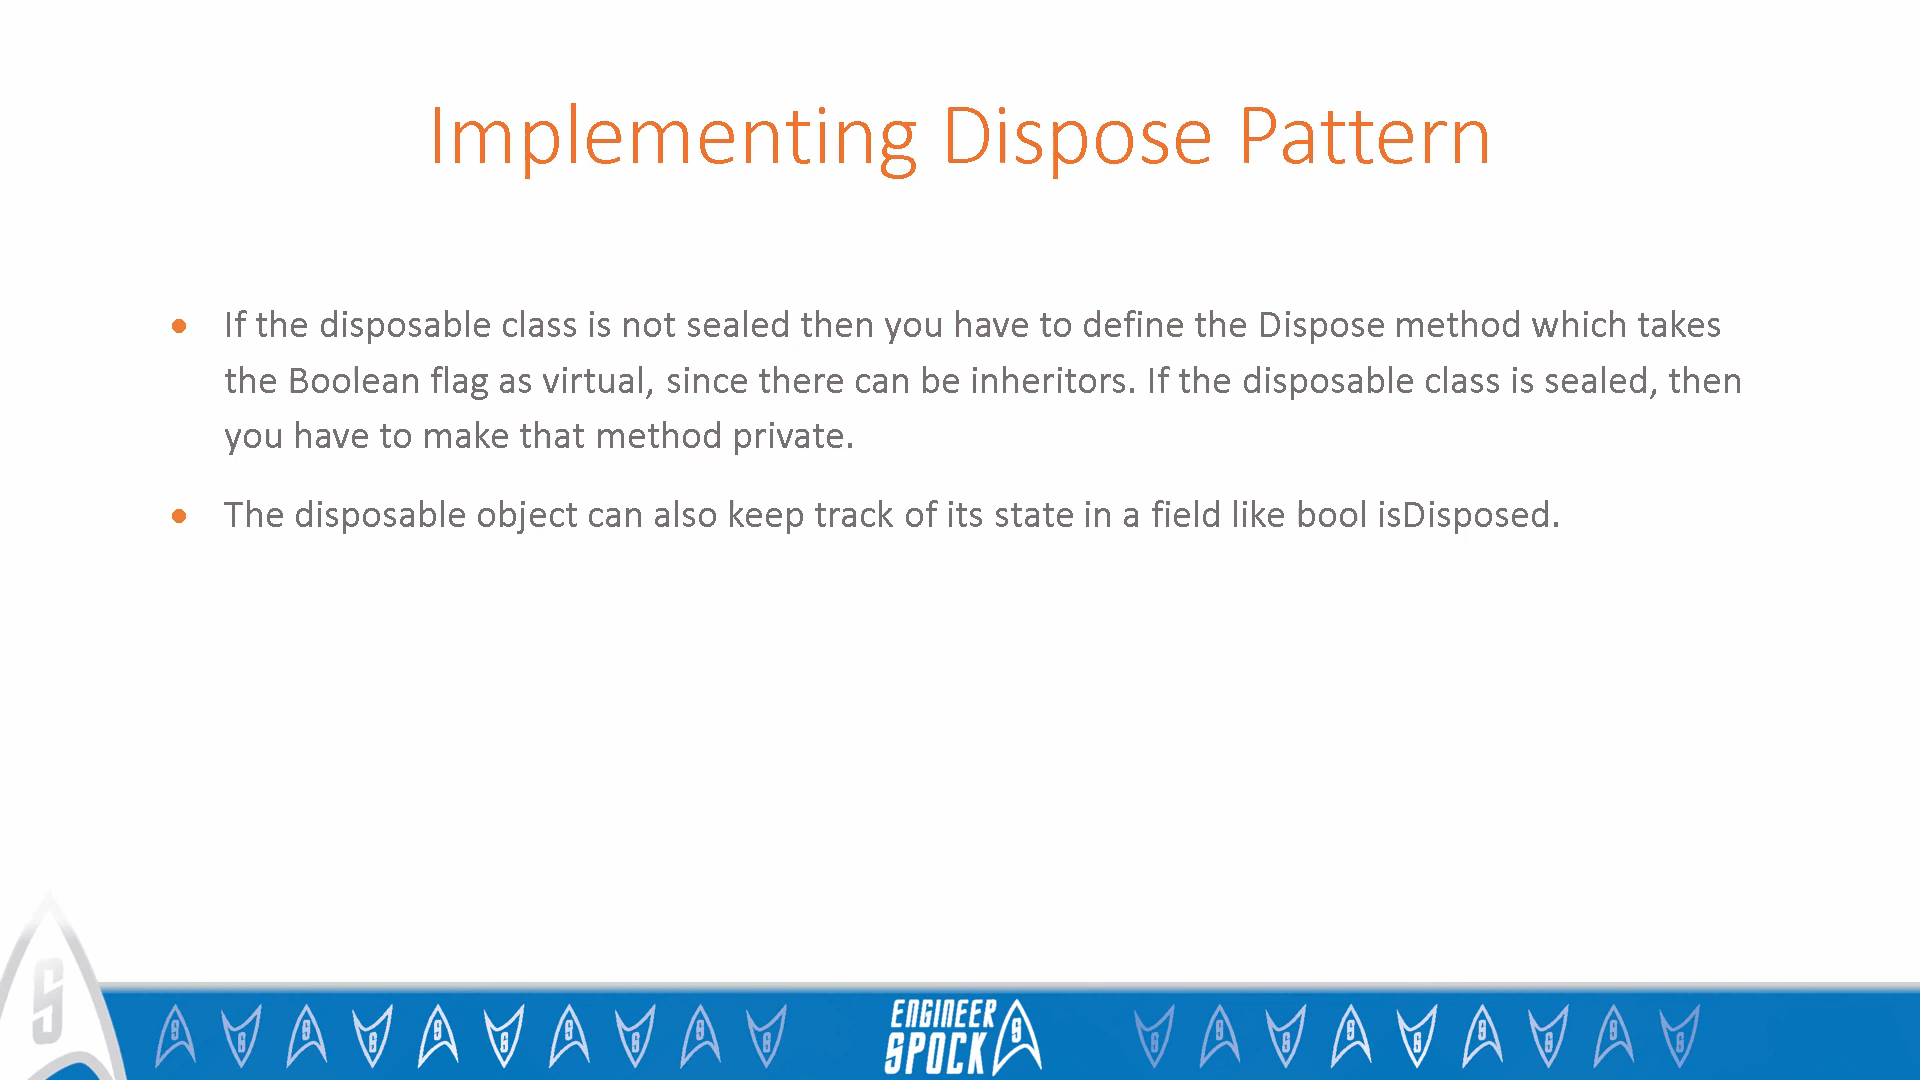 Implementing Dispose Pattern
• If the disposable class is not sealed then you have to define the Dispose method which takes
the Boolean flag as virtual, since there can be inheritors. If the disposable class is sealed, then
you have to make that method private.
• The disposable object can also keep track of its state in a field like bool isDisposed.
ENGINEER
SPOCK